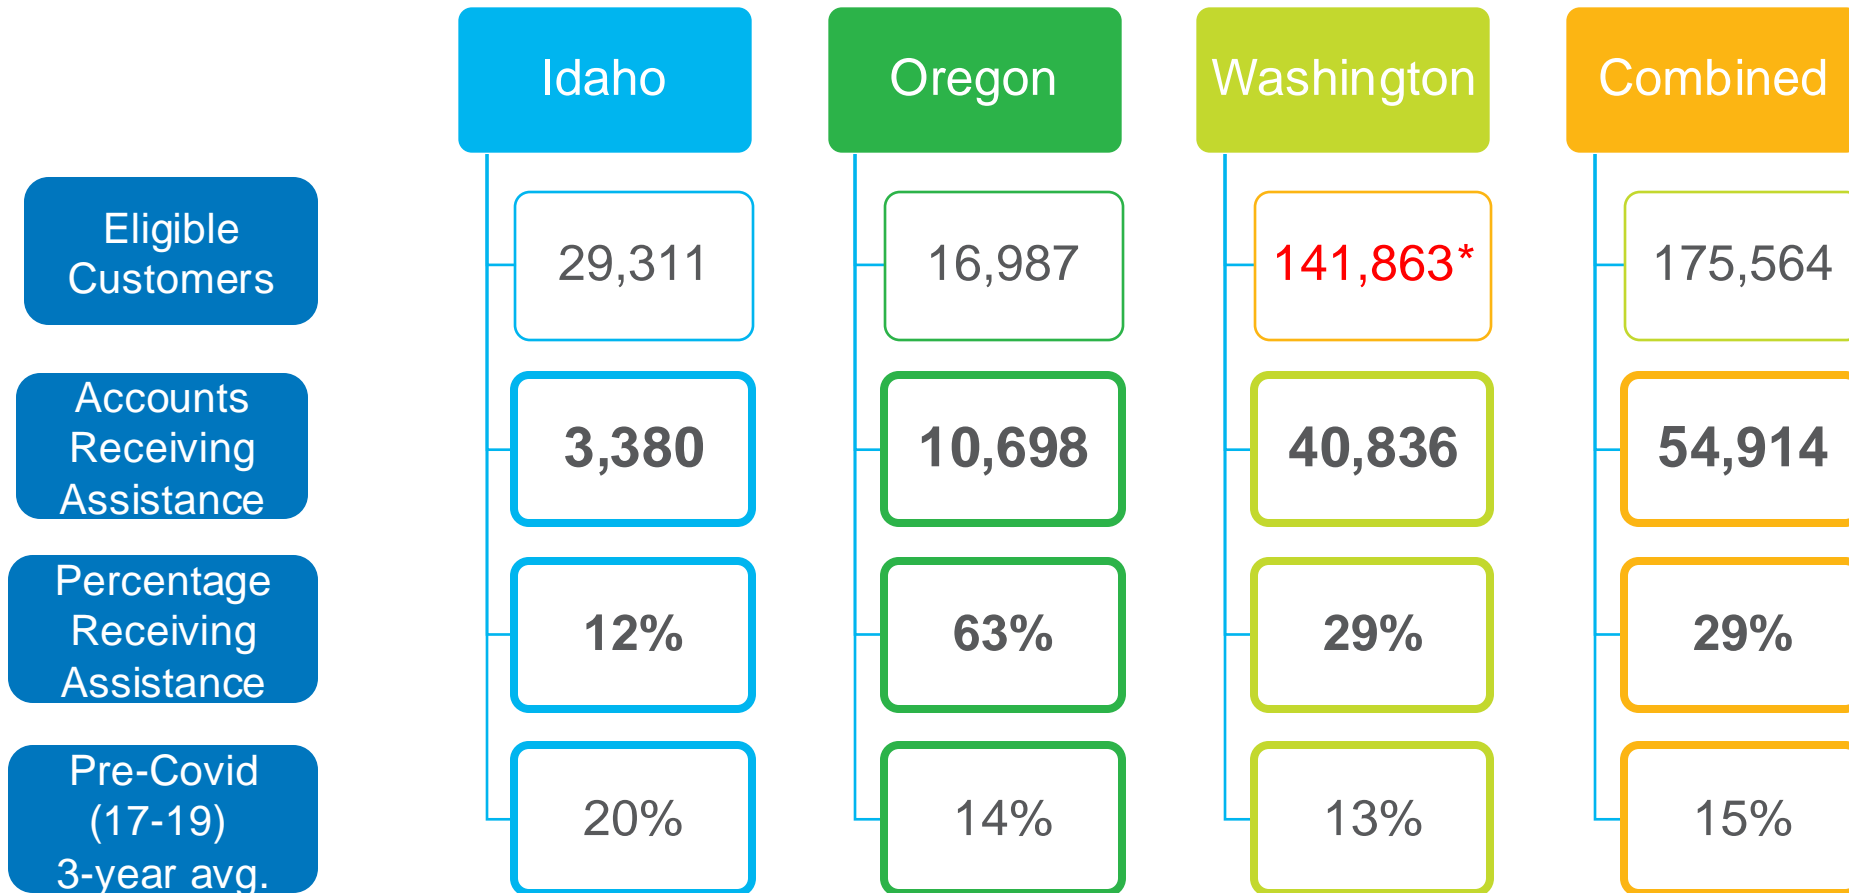 Idaho
Oregon
Washington
Combined
Eligible
Customers
29,311
16,987
141,863*
175,564
Accounts
Receiving
Assistance
3,380
10,698
40,836
54,914
Percentage
Receiving
Assistance
12%
63%
29%
29%
Pre-Covid
(17-19)
3-year avg.
20%
14%
13%
15%